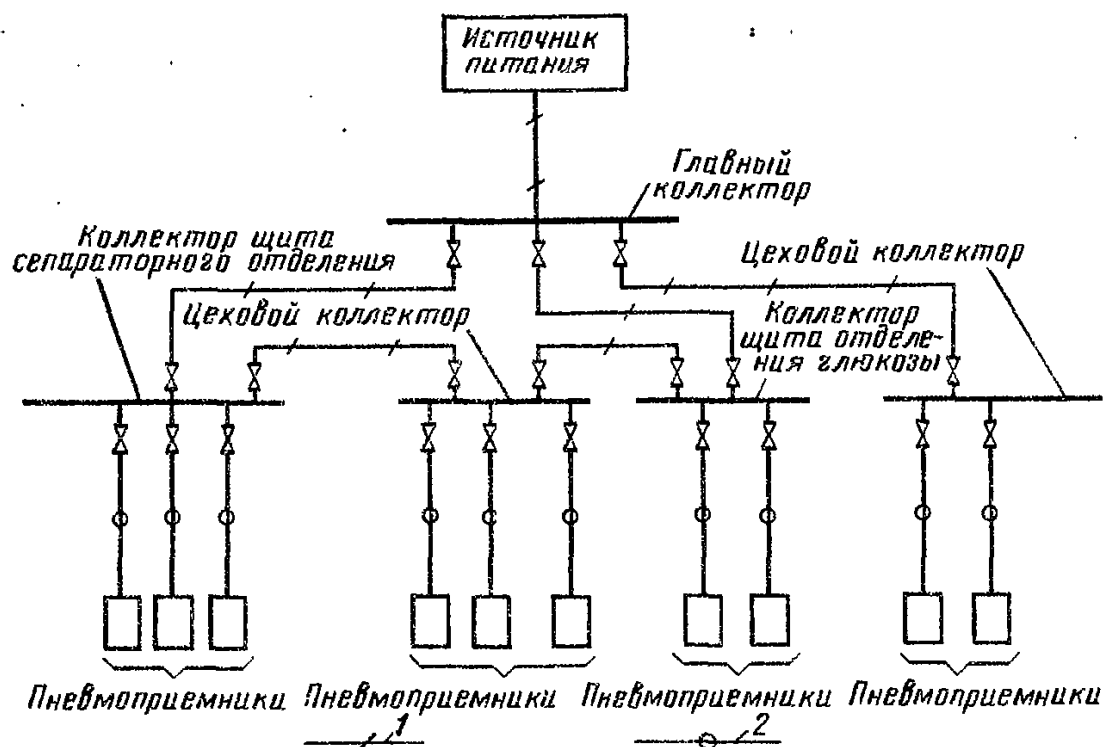 Источник
питания
Главный
коллектор
Коллектор щита
сепараторного отделения
Цеховой коллектор
Цеховой коллектор
Коллектор
щита отделе-
ния глюкозы
Пневмоприемники
Пневмоприемники
Пневмоприемники
Пневмоприемники
1
2